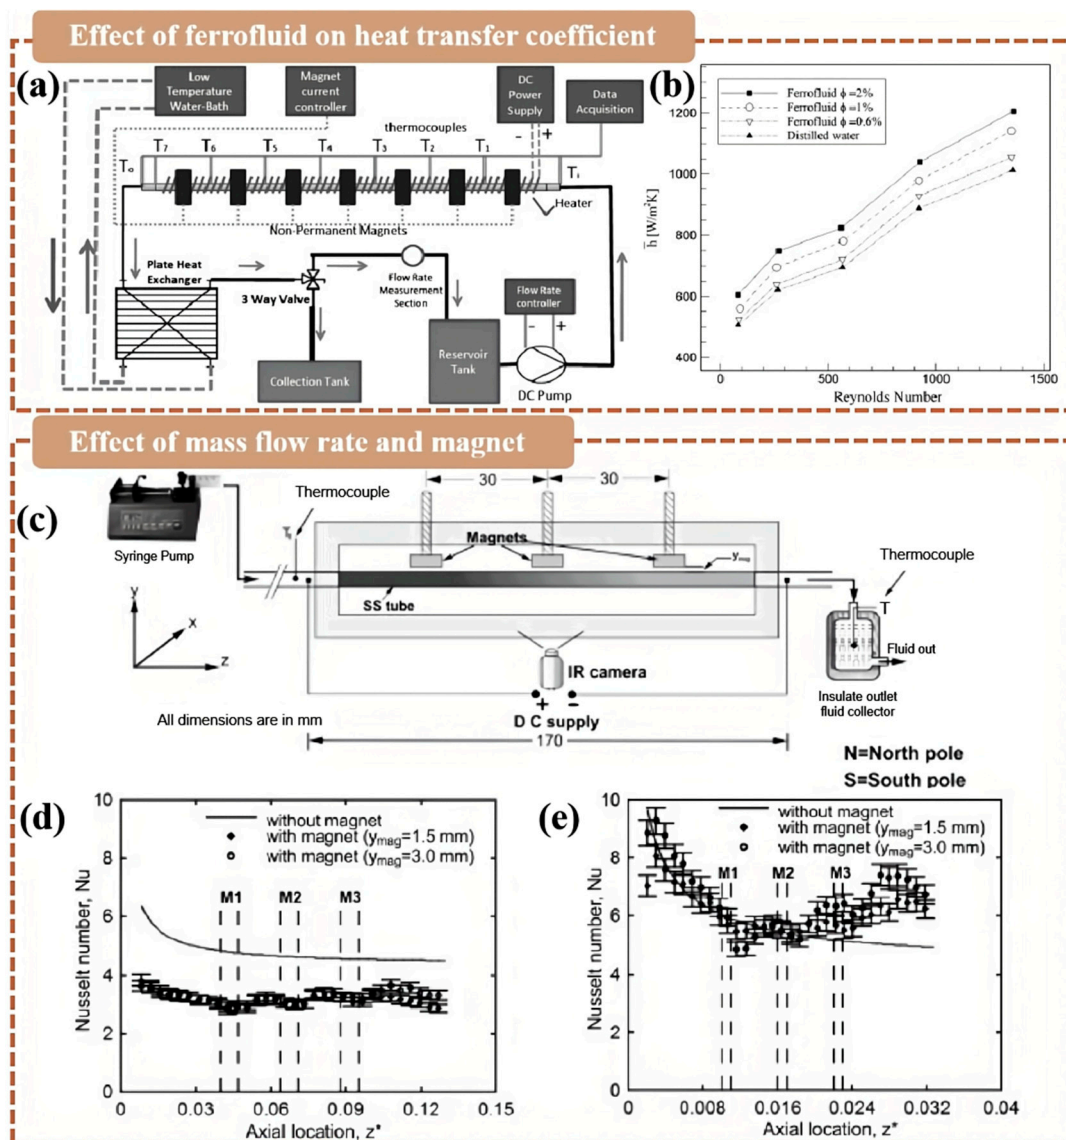 Effect of ferrofluid on heat transfer coefficient
(a)
Low
Temperature
Water-Bath
Magnet
current
controller
DC
Power
Supply
Data
Acquisition
thermocouples
- +
T₀
T₇
T₆
T₅
T₄
T₃
T₂
T₁
Tᵢ
Heater
Non-Permanent Magnets
Plate Heat
Exchanger
3 Way Valve
Flow Rate
Measurement
Section
Flow Rate
controller
- +
Collection Tank
Reservoir
Tank
DC Pump
(b)
Ferrofluid ϕ=2%
Ferrofluid ϕ=1%
Ferrofluid ϕ=0.6%
Distilled water
1200
1000
800
600
400
h̅ [W/m²K]
0 500 1000 1500
Reynolds Number
Effect of mass flow rate and magnet
(c)
30 30
Thermocouple
Syringe Pump
Magnets
y_mag
SS tube
Thermocouple
T
Fluid out
Insulate outlet
fluid collector
y
x
z
IR camera
+ -
D C supply
All dimensions are in mm
170
N=North pole
S=South pole
(d)
10
8
6
4
2
0
Nusselt number, Nu
without magnet
with magnet (y_mag=1.5 mm)
with magnet (y_mag=3.0 mm)
M1 M2 M3
0 0.03 0.06 0.09 0.12 0.15
Axial location, z*
(e)
10
8
6
4
2
0
Nusselt number, Nu
without magnet
with magnet (y_mag=1.5 mm)
with magnet (y_mag=3.0 mm)
M1 M2 M3
0 0.008 0.016 0.024 0.032 0.04
Axial location, z*